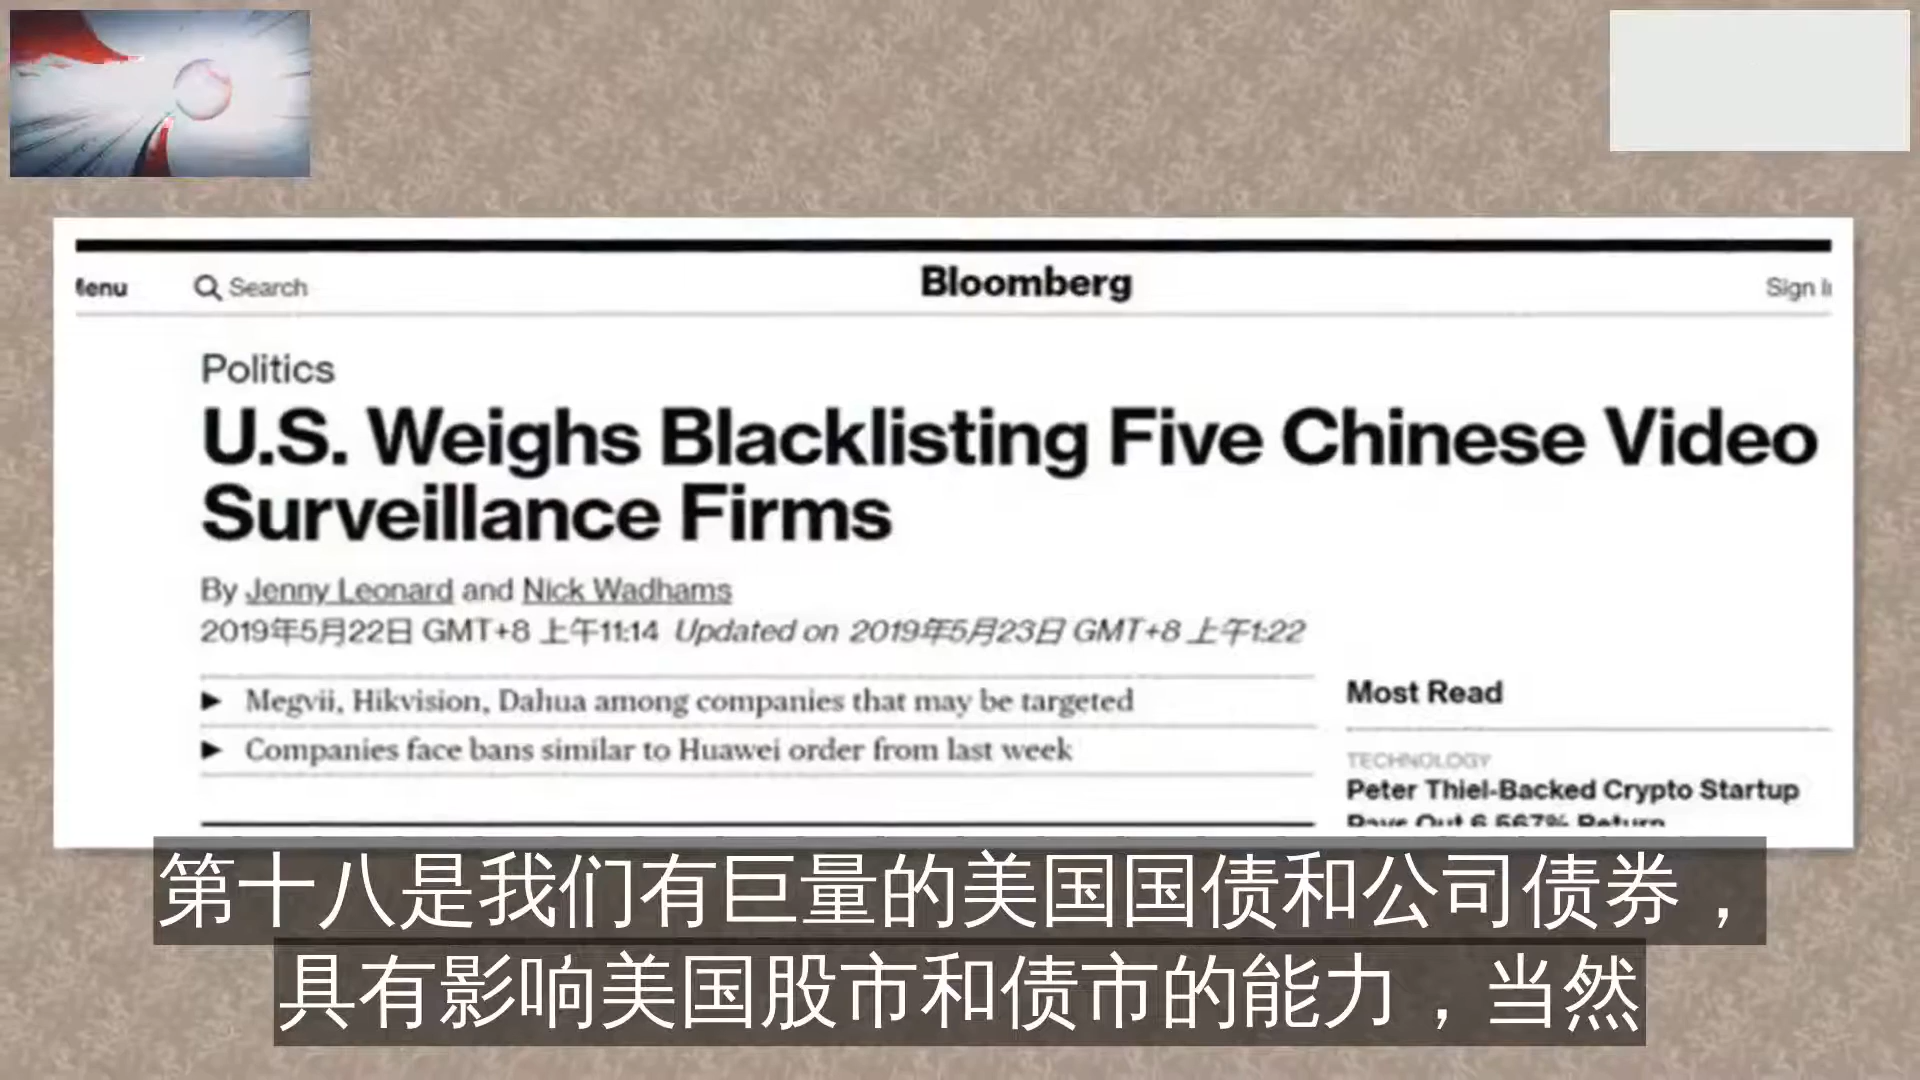 Menu
Search
Bloomberg
Sign
Politics
U.S. Weighs Blacklisting Five Chinese Video
Surveillance Firms
By Jenny Leonard and Nick Wadhams
2019年5月22日 GMT+8 上午11:14 Updated on 2019年5月23日 GMT+8 上午1:22
▶ Megvii, Hikvision, Dahua among companies that may be targeted
▶ Companies face bans similar to Huawei order from last week
Most Read
TECHNOLOGY
Peter Thiel-Backed Crypto Startup
Pays Out 6,567% Return
第十八是我们有巨量的美国国债和公司债券，
具有影响美国股市和债市的能力，当然